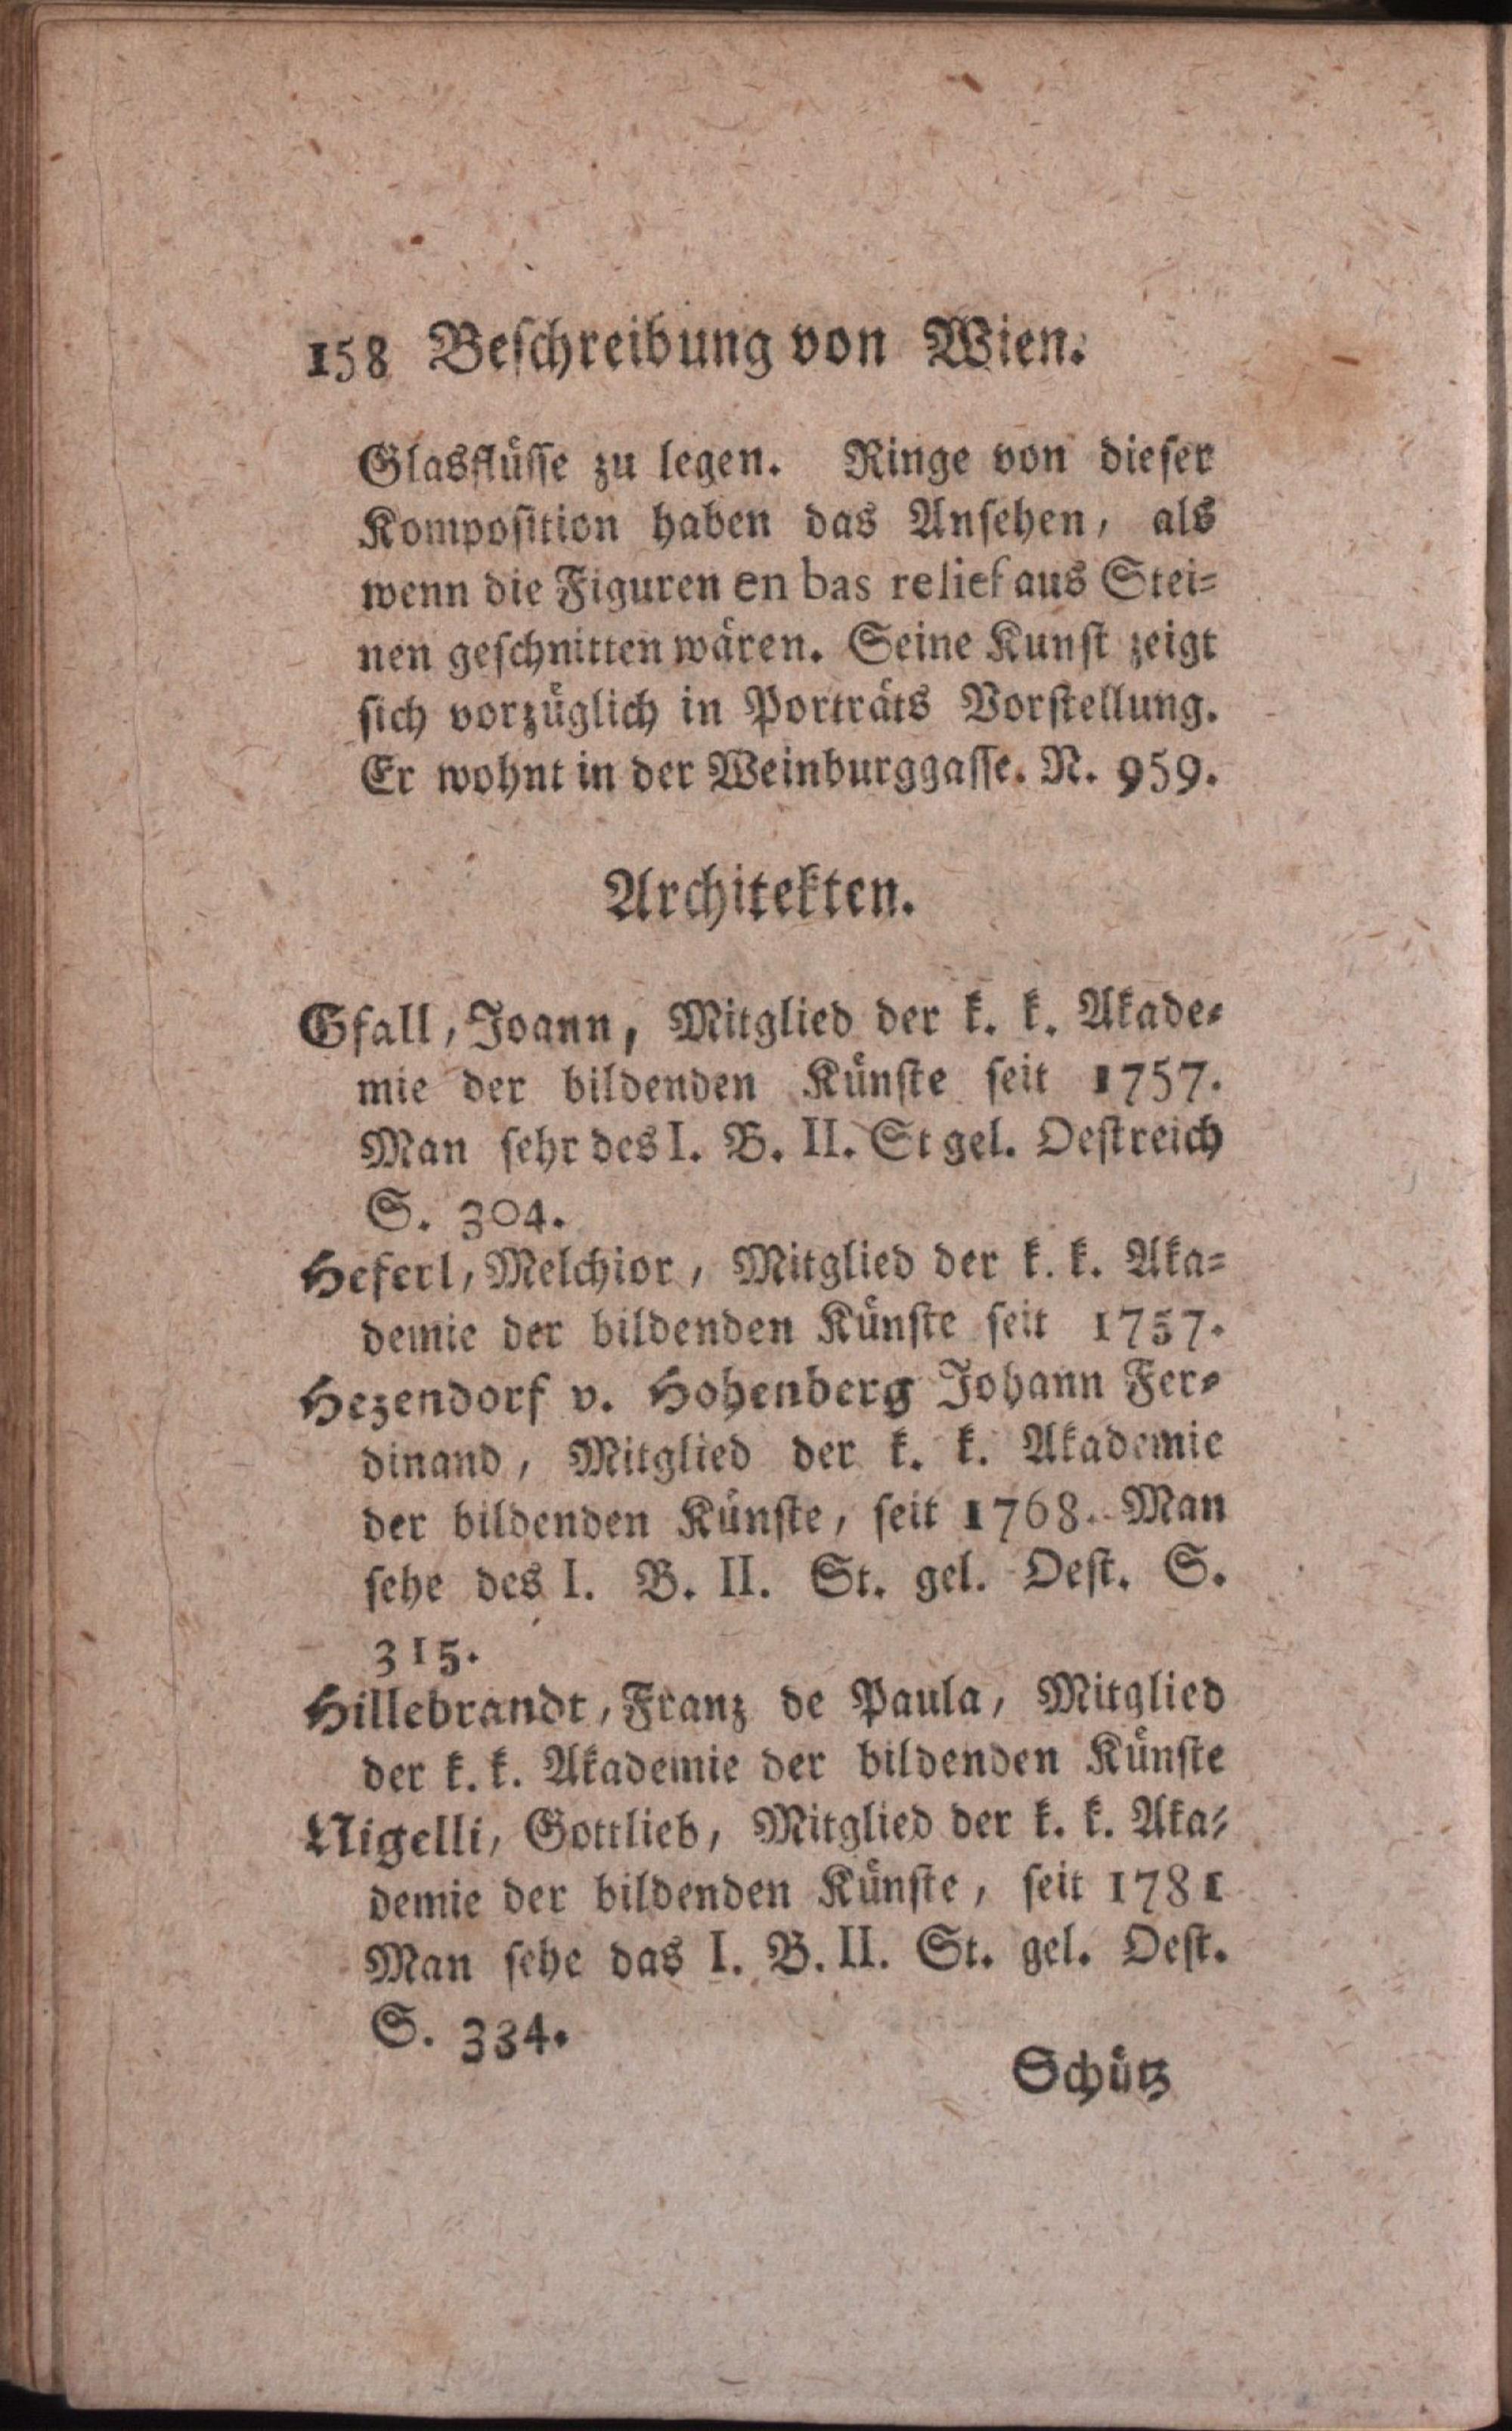 158 Beſchreibung von Wien.
Glasflüſſe zu legen. Ringe von dieſer
Kompoſition haben das Anſehen, als
wenn die Figuren en bas relief aus Stei-
nen geſchnitten wären. Seine Kunſt zeigt
ſich vorzüglich in Porträts Vorſtellung.
Er wohnt in der Weinburggaſſe. N. 959.
Architekten.
Gfall, Joann, Mitglied der k. k. Akade-
mie der bildenden Künſte ſeit 1757.
Man ſehr des I. B. II. St gel. Oeſtreich
S. 304.
Heferl, Melchior, Mitglied der k. k. Aka-
demie der bildenden Künſte ſeit 1757.
Hezendorf v. Hohenberg Johann Fer-
dinand, Mitglied der k. k. Akademie
der bildenden Künſte, ſeit 1768. Man
ſehe des I. B. II. St. gel. Oeſt. S.
315.
Hillebrandt, Franz de Paula, Mitglied
der k. k. Akademie der bildenden Künſte
Nigelli, Gottlieb, Mitglied der k. k. Aka-
demie der bildenden Künſte, ſeit 1781
Man ſehe das I. B. II. St. gel. Oeſt.
S. 334.
Schütz